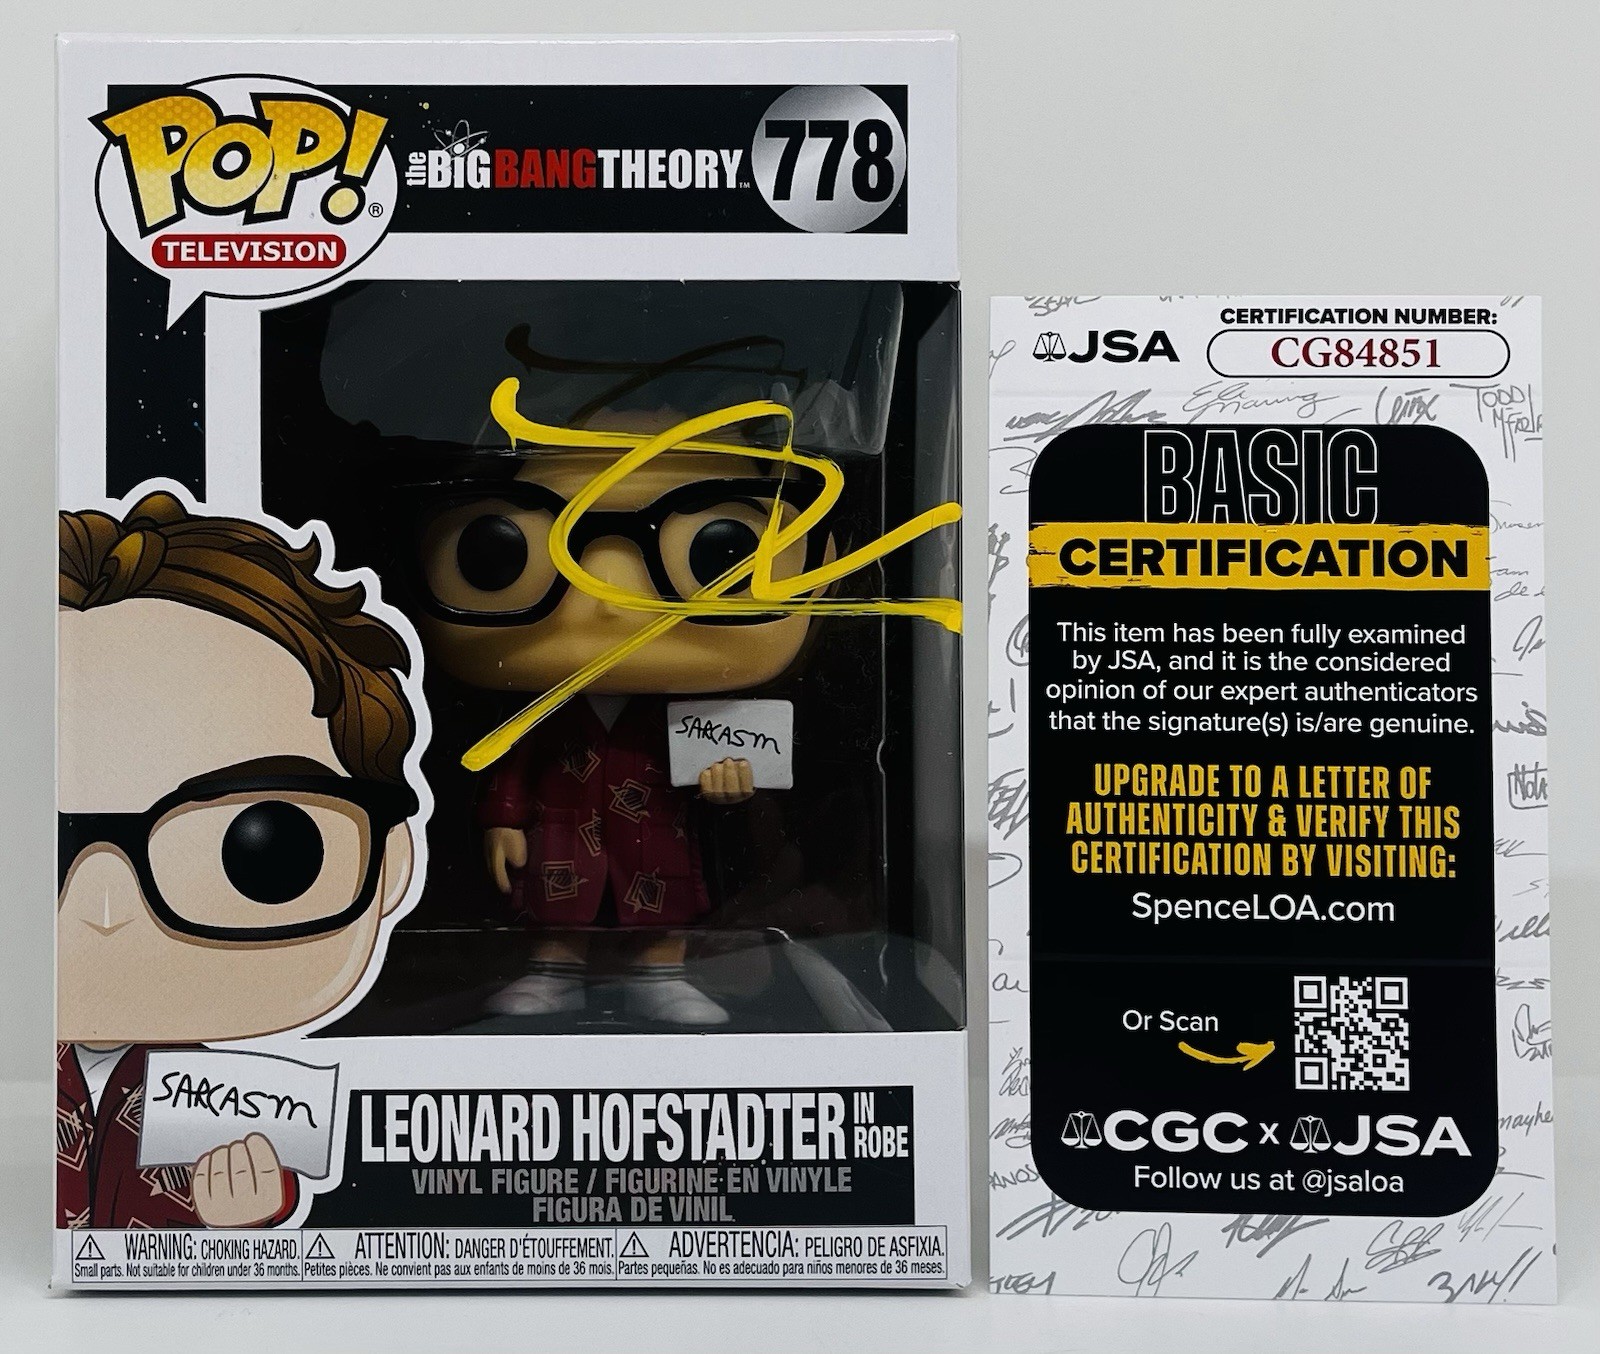 POP!®
TELEVISION
the BIG BANG THEORY™
778
SARCASM
SARCASM
LEONARD HOFSTADTER IN ROBE
VINYL FIGURE / FIGURINE EN VINYLE
FIGURA DE VINIL
WARNING: CHOKING HAZARD.
Small parts. Not suitable for children under 36 months.
ATTENTION: DANGER D'ÉTOUFFEMENT.
Petites pièces. Ne convient pas aux enfants de moins de 36 mois.
ADVERTENCIA: PELIGRO DE ASFIXIA.
Partes pequeñas. No es adecuado para niños menores de 36 meses.
JSA
CERTIFICATION NUMBER:
CG84851
BASIC
CERTIFICATION
This item has been fully examined
by JSA, and it is the considered
opinion of our expert authenticators
that the signature(s) is/are genuine.
UPGRADE TO A LETTER OF
AUTHENTICITY & VERIFY THIS
CERTIFICATION BY VISITING:
SpenceLOA.com
Or Scan
CGC x JSA
Follow us at @jsaloa